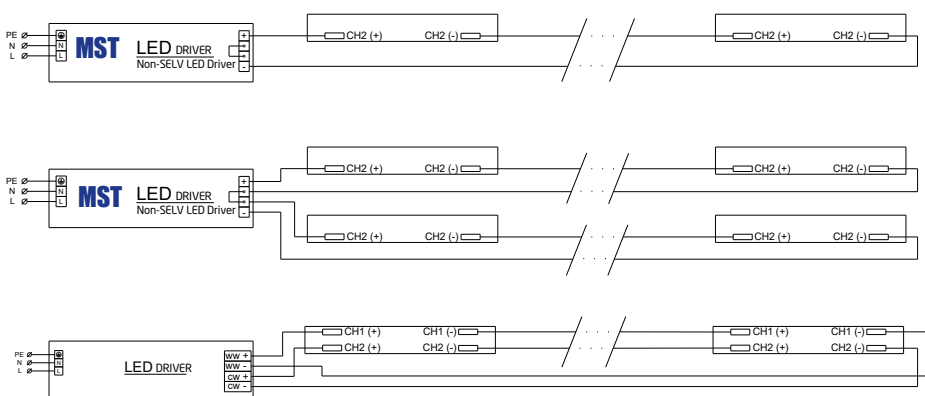 PE
N
L
N
L
MST
LED DRIVER
Non-SELV LED Driver
+
-
CH2 (+) CH2 (-)
CH2 (+) CH2 (-)
PE
N
L
N
L
MST
LED DRIVER
Non-SELV LED Driver
+
-
CH2 (+) CH2 (-)
CH2 (+) CH2 (-)
CH2 (+) CH2 (-)
CH2 (+) CH2 (-)
PE
N
L
N
L
LED DRIVER
WW +
WW -
CW +
CW -
CH1 (+) CH1 (-)
CH2 (+) CH2 (-)
CH1 (+) CH1 (-)
CH2 (+) CH2 (-)